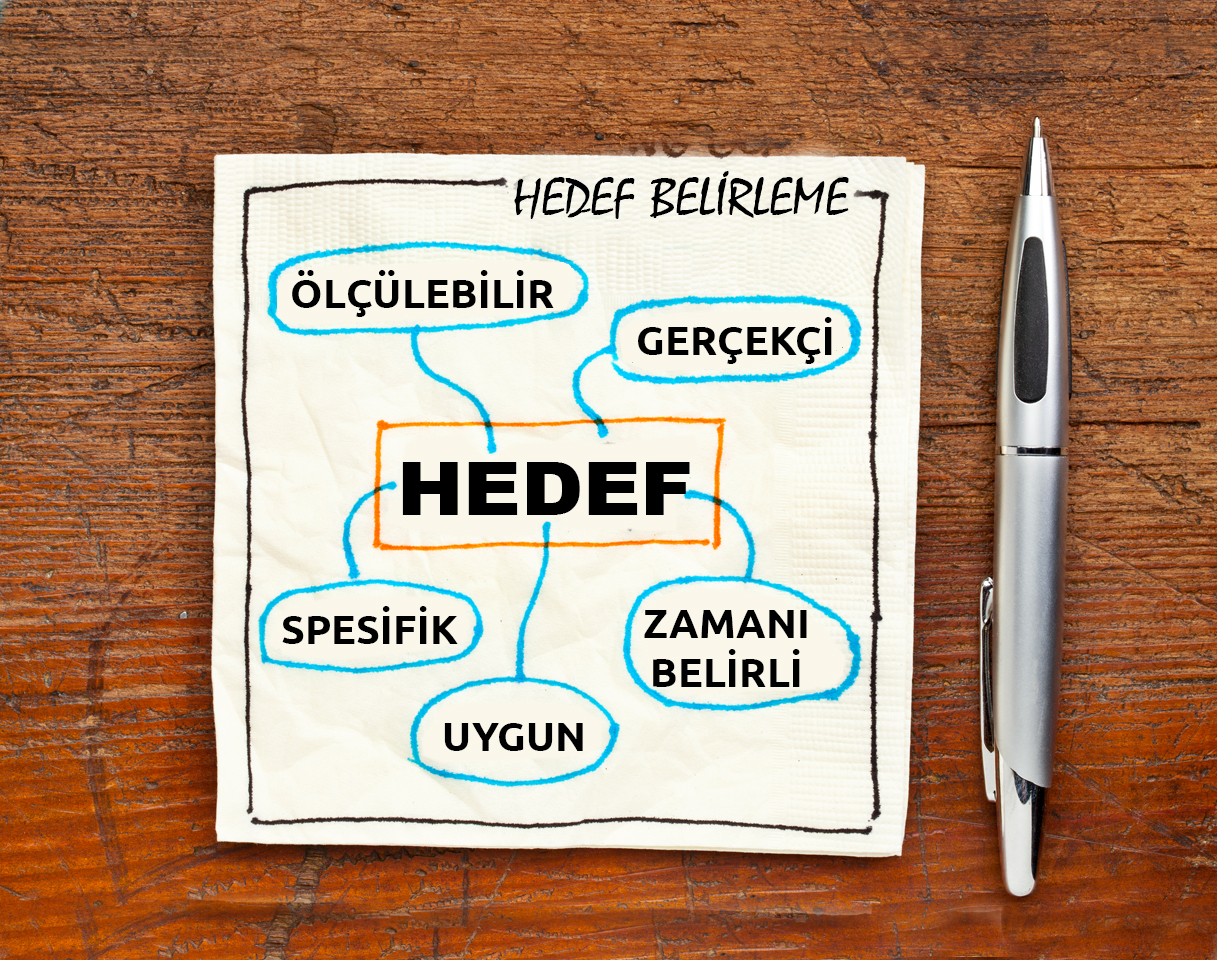 HEDEF BELİRLEME
ÖLÇÜLEBİLİR
GERÇEKÇİ
HEDEF
SPESİFİK
ZAMANI
BELİRLİ
UYGUN